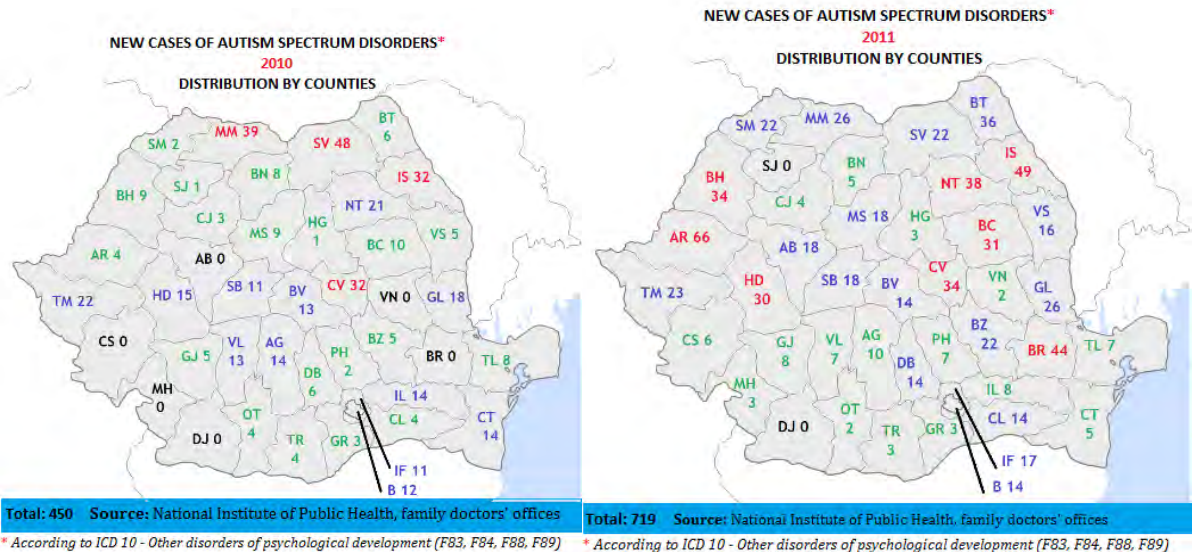 NEW CASES OF AUTISM SPECTRUM DISORDERS*
2010
DISTRIBUTION BY COUNTIES
BT
6
MM 39
SM 2
SV 48
BN 8
IS 32
SJ 1
BH 9
NT 21
CJ 3
HG
1
MS 9
VS 5
BC 10
AR 4
AB 0
SB 11
CV 32
HD 15
BV
13
VN 0
GL 18
TM 22
CS 0
VL
13
AG
14
BZ 5
PH
2
GJ 5
BR 0
TL 8
DB
6
MH
0
IL 14
OT
4
CL 4
CT
14
DJ 0
TR
4
GR 3
IF 11
B 12
Total: 450 Source: National Institute of Public Health, family doctors' offices
* According to ICD 10 - Other disorders of psychological development (F83, F84, F88, F89)
NEW CASES OF AUTISM SPECTRUM DISORDERS*
2011
DISTRIBUTION BY COUNTIES
BT
36
MM 26
SM 22
SV 22
IS
49
SJ 0
BN
5
BH
34
NT 38
CJ 4
MS 18
HG
3
VS
16
BC
31
AR 66
AB 18
CV
34
HD
30
SB 18
BV
14
VN
2
GL
26
TM 23
BZ
22
CS 6
GJ
8
VL
7
AG
10
PH
7
BR 44
TL 7
DB
14
MH
3
IL 8
OT
2
CL 14
CT
5
DJ 0
TR
3
GR 3
IF 17
B 14
Total: 719 Source: National Institute of Public Health, family doctors' offices
* According to ICD 10 - Other disorders of psychological development (F83, F84, F88, F89)